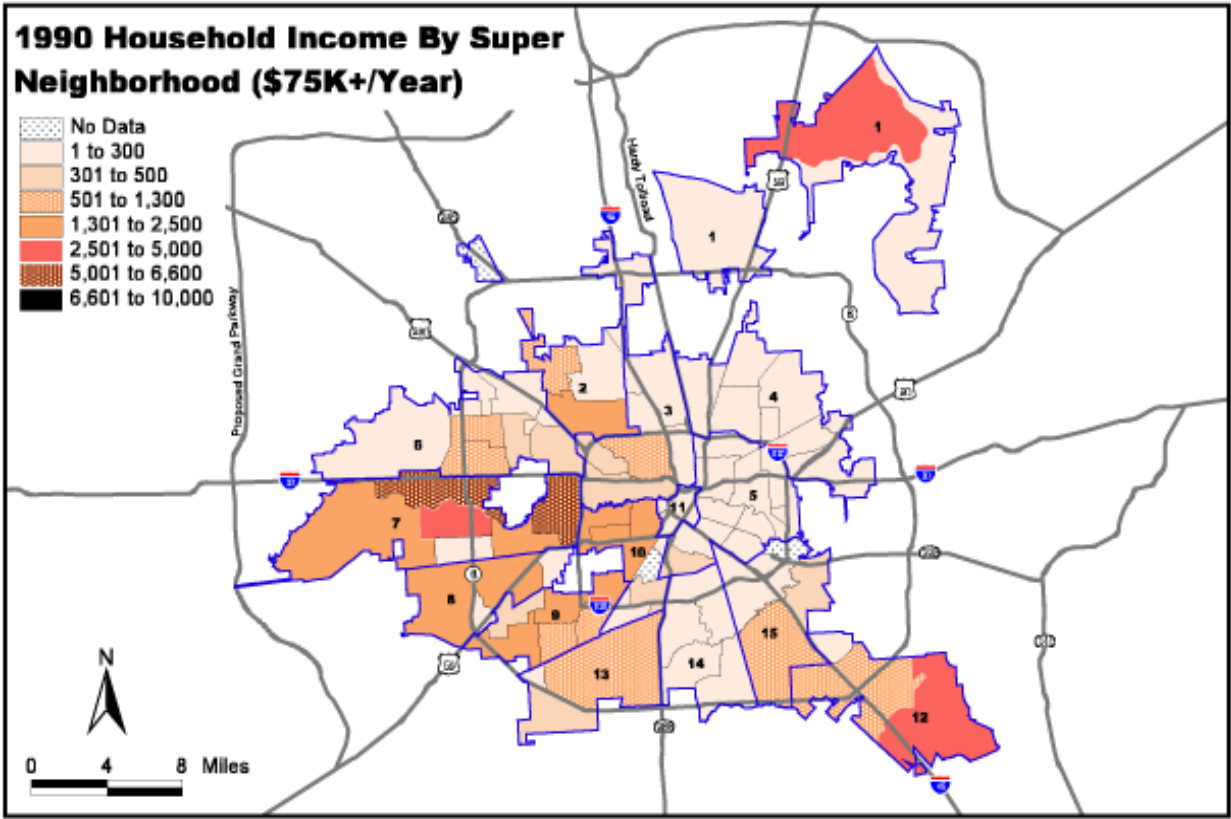 1990 Household Income By Super
Neighborhood ($75K+/Year)
No Data
1 to 300
301 to 500
501 to 1,300
1,301 to 2,500
2,501 to 5,000
5,001 to 6,600
6,601 to 10,000
Hardy Tollroad
Proposed Grand Parkway
1
1
2
3
4
6
5
7
11
10
8
9
15
13
14
12
N
0 4 8 Miles